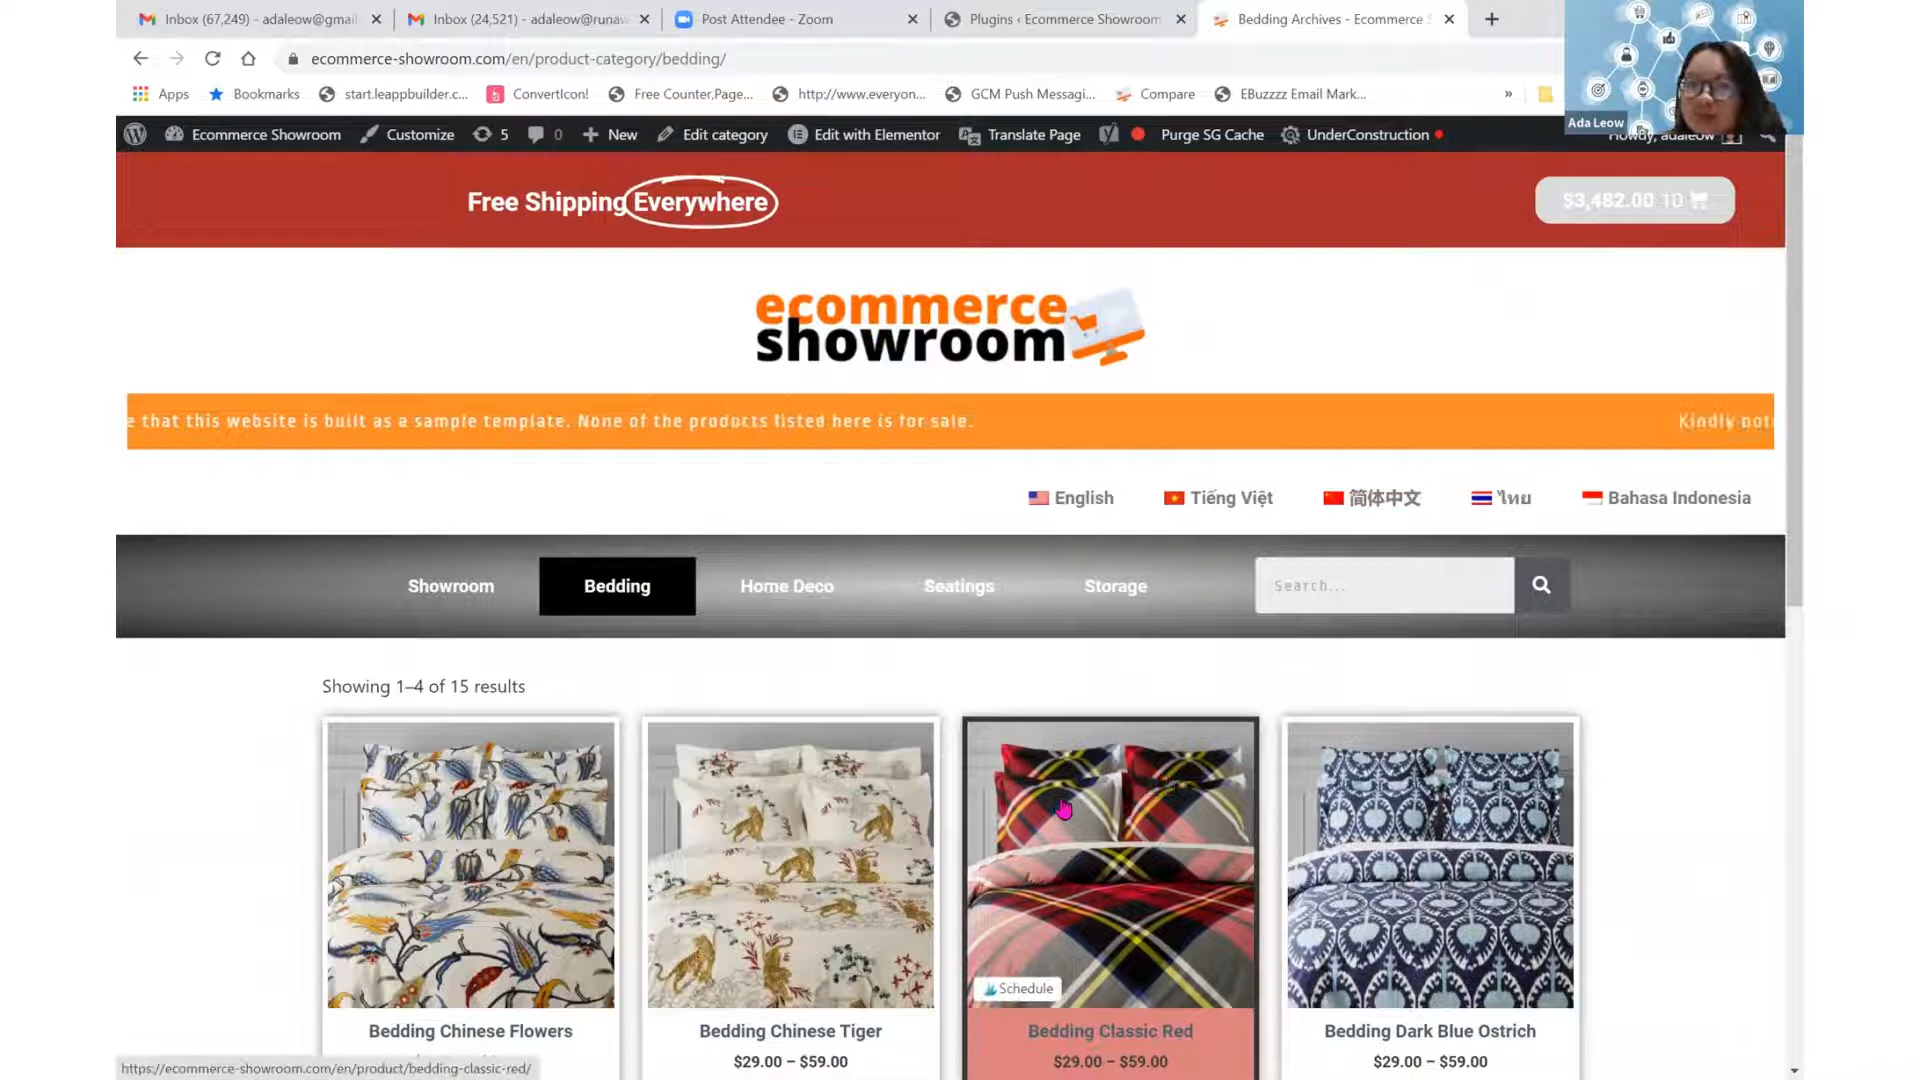 Inbox (67,249) - adaleow@gmail
Inbox (24,521) - adaleow@runaw
Post Attendee - Zoom
Plugins ‹ Ecommerce Showroom
Bedding Archives - Ecommerce S
ecommerce-showroom.com/en/product-category/bedding/
Apps
Bookmarks
start.leappbuilder.c...
ConvertIcon!
Free Counter,Page...
http://www.everyon...
GCM Push Messagi...
Compare
EBuzzzz Email Mark...
»
Ada Leow
Ecommerce Showroom
Customize
5
0
New
Edit category
Edit with Elementor
Translate Page
Purge SG Cache
UnderConstruction
Howdy, adaleow
Free Shipping Everywhere
$3,482.00 10
ecommerce
showroom
e that this website is built as a sample template. None of the products listed here is for sale.
Kindly not
English
Tiếng Việt
简体中文
ไทย
Bahasa Indonesia
Showroom
Bedding
Home Deco
Seatings
Storage
Search...
Showing 1–4 of 15 results
Schedule
Bedding Chinese Flowers
Bedding Chinese Tiger
Bedding Classic Red
Bedding Dark Blue Ostrich
$29.00 – $59.00
$29.00 – $59.00
$29.00 – $59.00
https://ecommerce-showroom.com/en/product/bedding-classic-red/